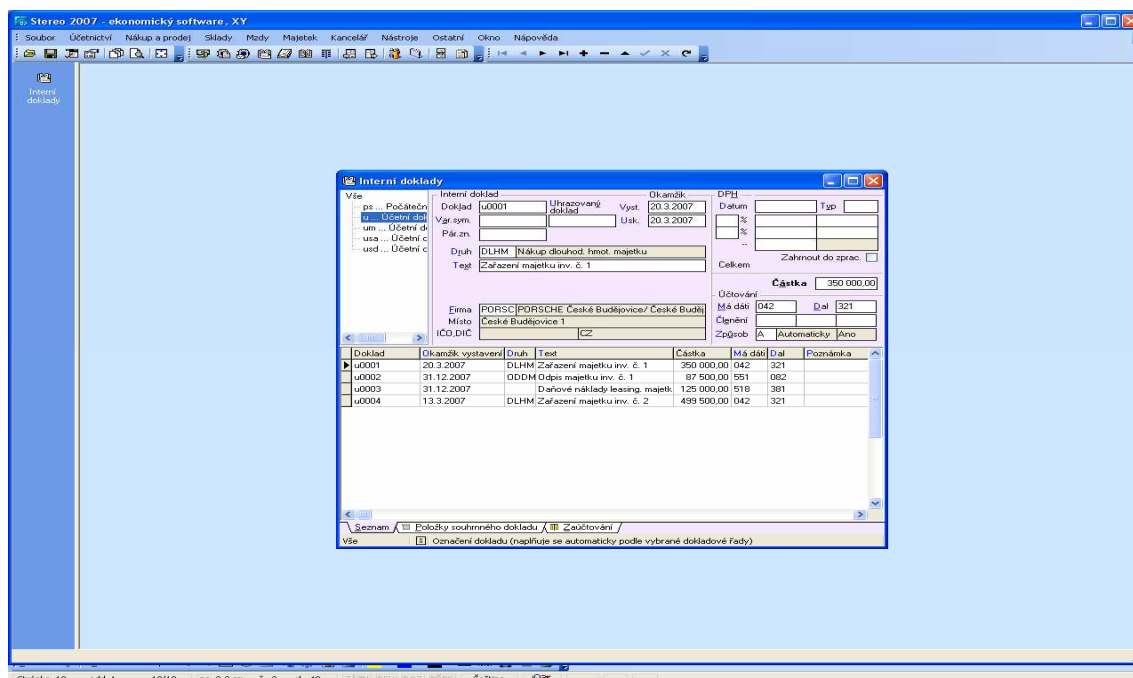 Stereo 2007 - ekonomický software, XY
Soubor Účetnictví Nákup a prodej Sklady Mzdy Majetek Kancelář Nástroje Ostatní Okno Nápověda
Interní
doklady
Interní doklady
Vše
ps ... Počátečn
u ... Účetní dok
um ... Účetní d
usa ... Účetní c
usd ... Účetní c
Interní doklad Okamžik
Doklad u0001 Uhrazovaný doklad Vyst. 20.3.2007
Var.sym. Usk. 20.3.2007
Pár.zn.
Druh DLHM Nákup dlouhod. hmot. majetku
Text Zařazení majetku inv. č. 1
Firma PORSC PORSCHE České Budějovice/ České Buděj
Místo České Budějovice 1
IČO,DIČ CZ
DPH
Datum Typ
%
%
--
Zahrnout do zprac.
Celkem
Částka 350 000,00
Účtování
Má dáti 042 Dal 321
Členění
Způsob A Automaticky Ano
Doklad Okamžik vystavení Druh Text Částka Má dáti Dal Poznámka
u0001 20.3.2007 DLHM Zařazení majetku inv. č. 1 350 000,00 042 321
u0002 31.12.2007 ODDM Odpis majetku inv. č. 1 87 500,00 551 082
u0003 31.12.2007 Daňové náklady leasing. majetk 125 000,00 518 381
u0004 13.3.2007 DLHM Zařazení majetku inv. č. 2 499 500,00 042 321
Seznam Položky souhrnného dokladu Zaúčtování
Vše Označení dokladu (naplňuje se automaticky podle vybrané dokladové řady)